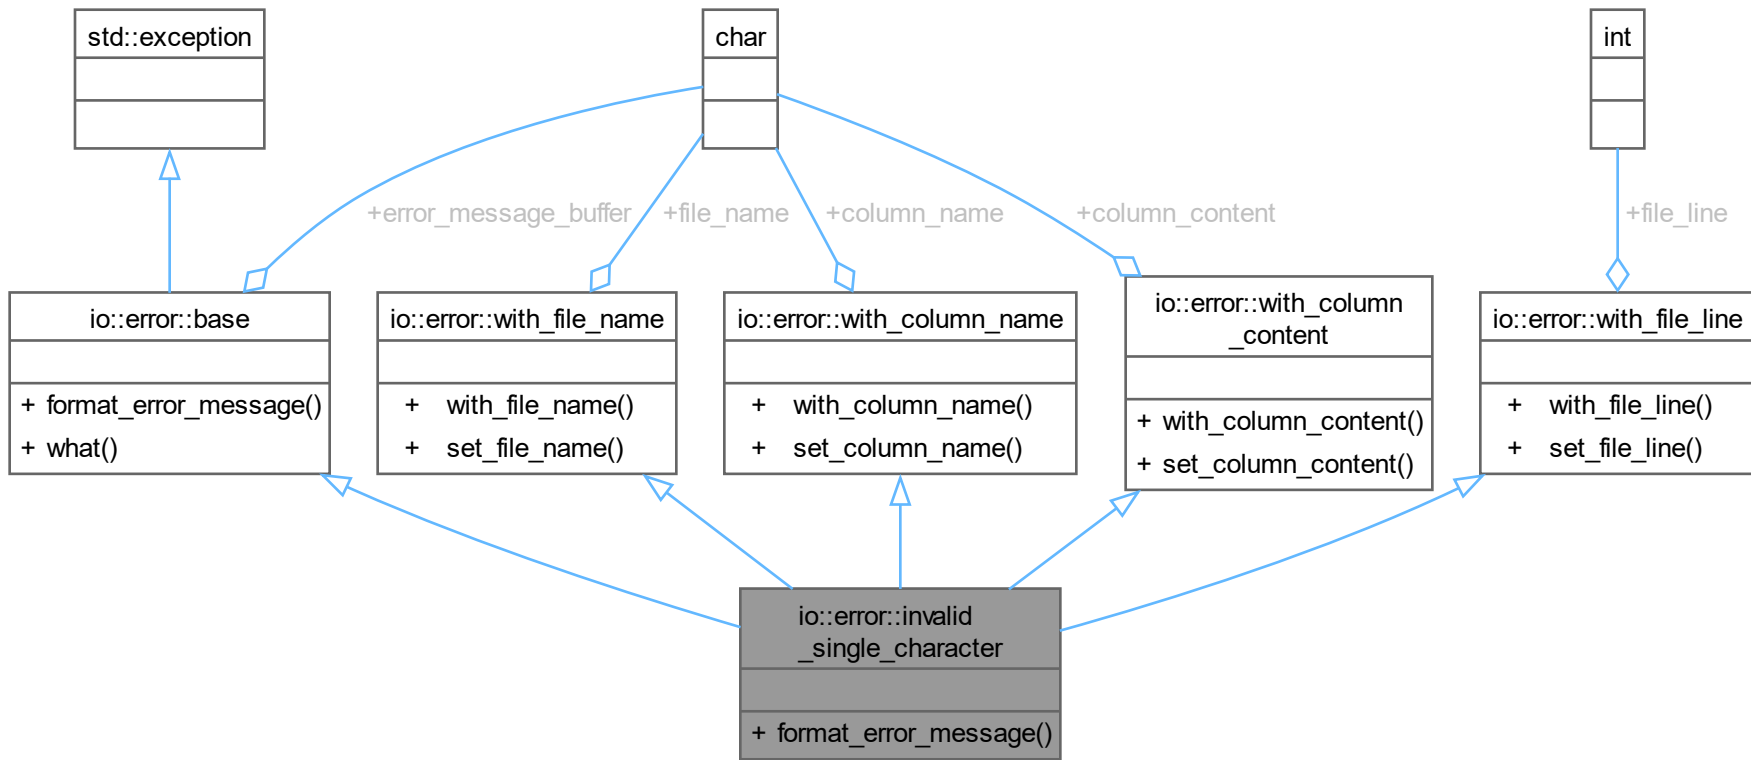 std::exception
char
int
+error_message_buffer
+file_name
+column_name
+column_content
+file_line
io::error::base
+ format_error_message()
+ what()
io::error::with_file_name
+ with_file_name()
+ set_file_name()
io::error::with_column_name
+ with_column_name()
+ set_column_name()
io::error::with_column
_content
+ with_column_content()
+ set_column_content()
io::error::with_file_line
+ with_file_line()
+ set_file_line()
io::error::invalid
_single_character
+ format_error_message()